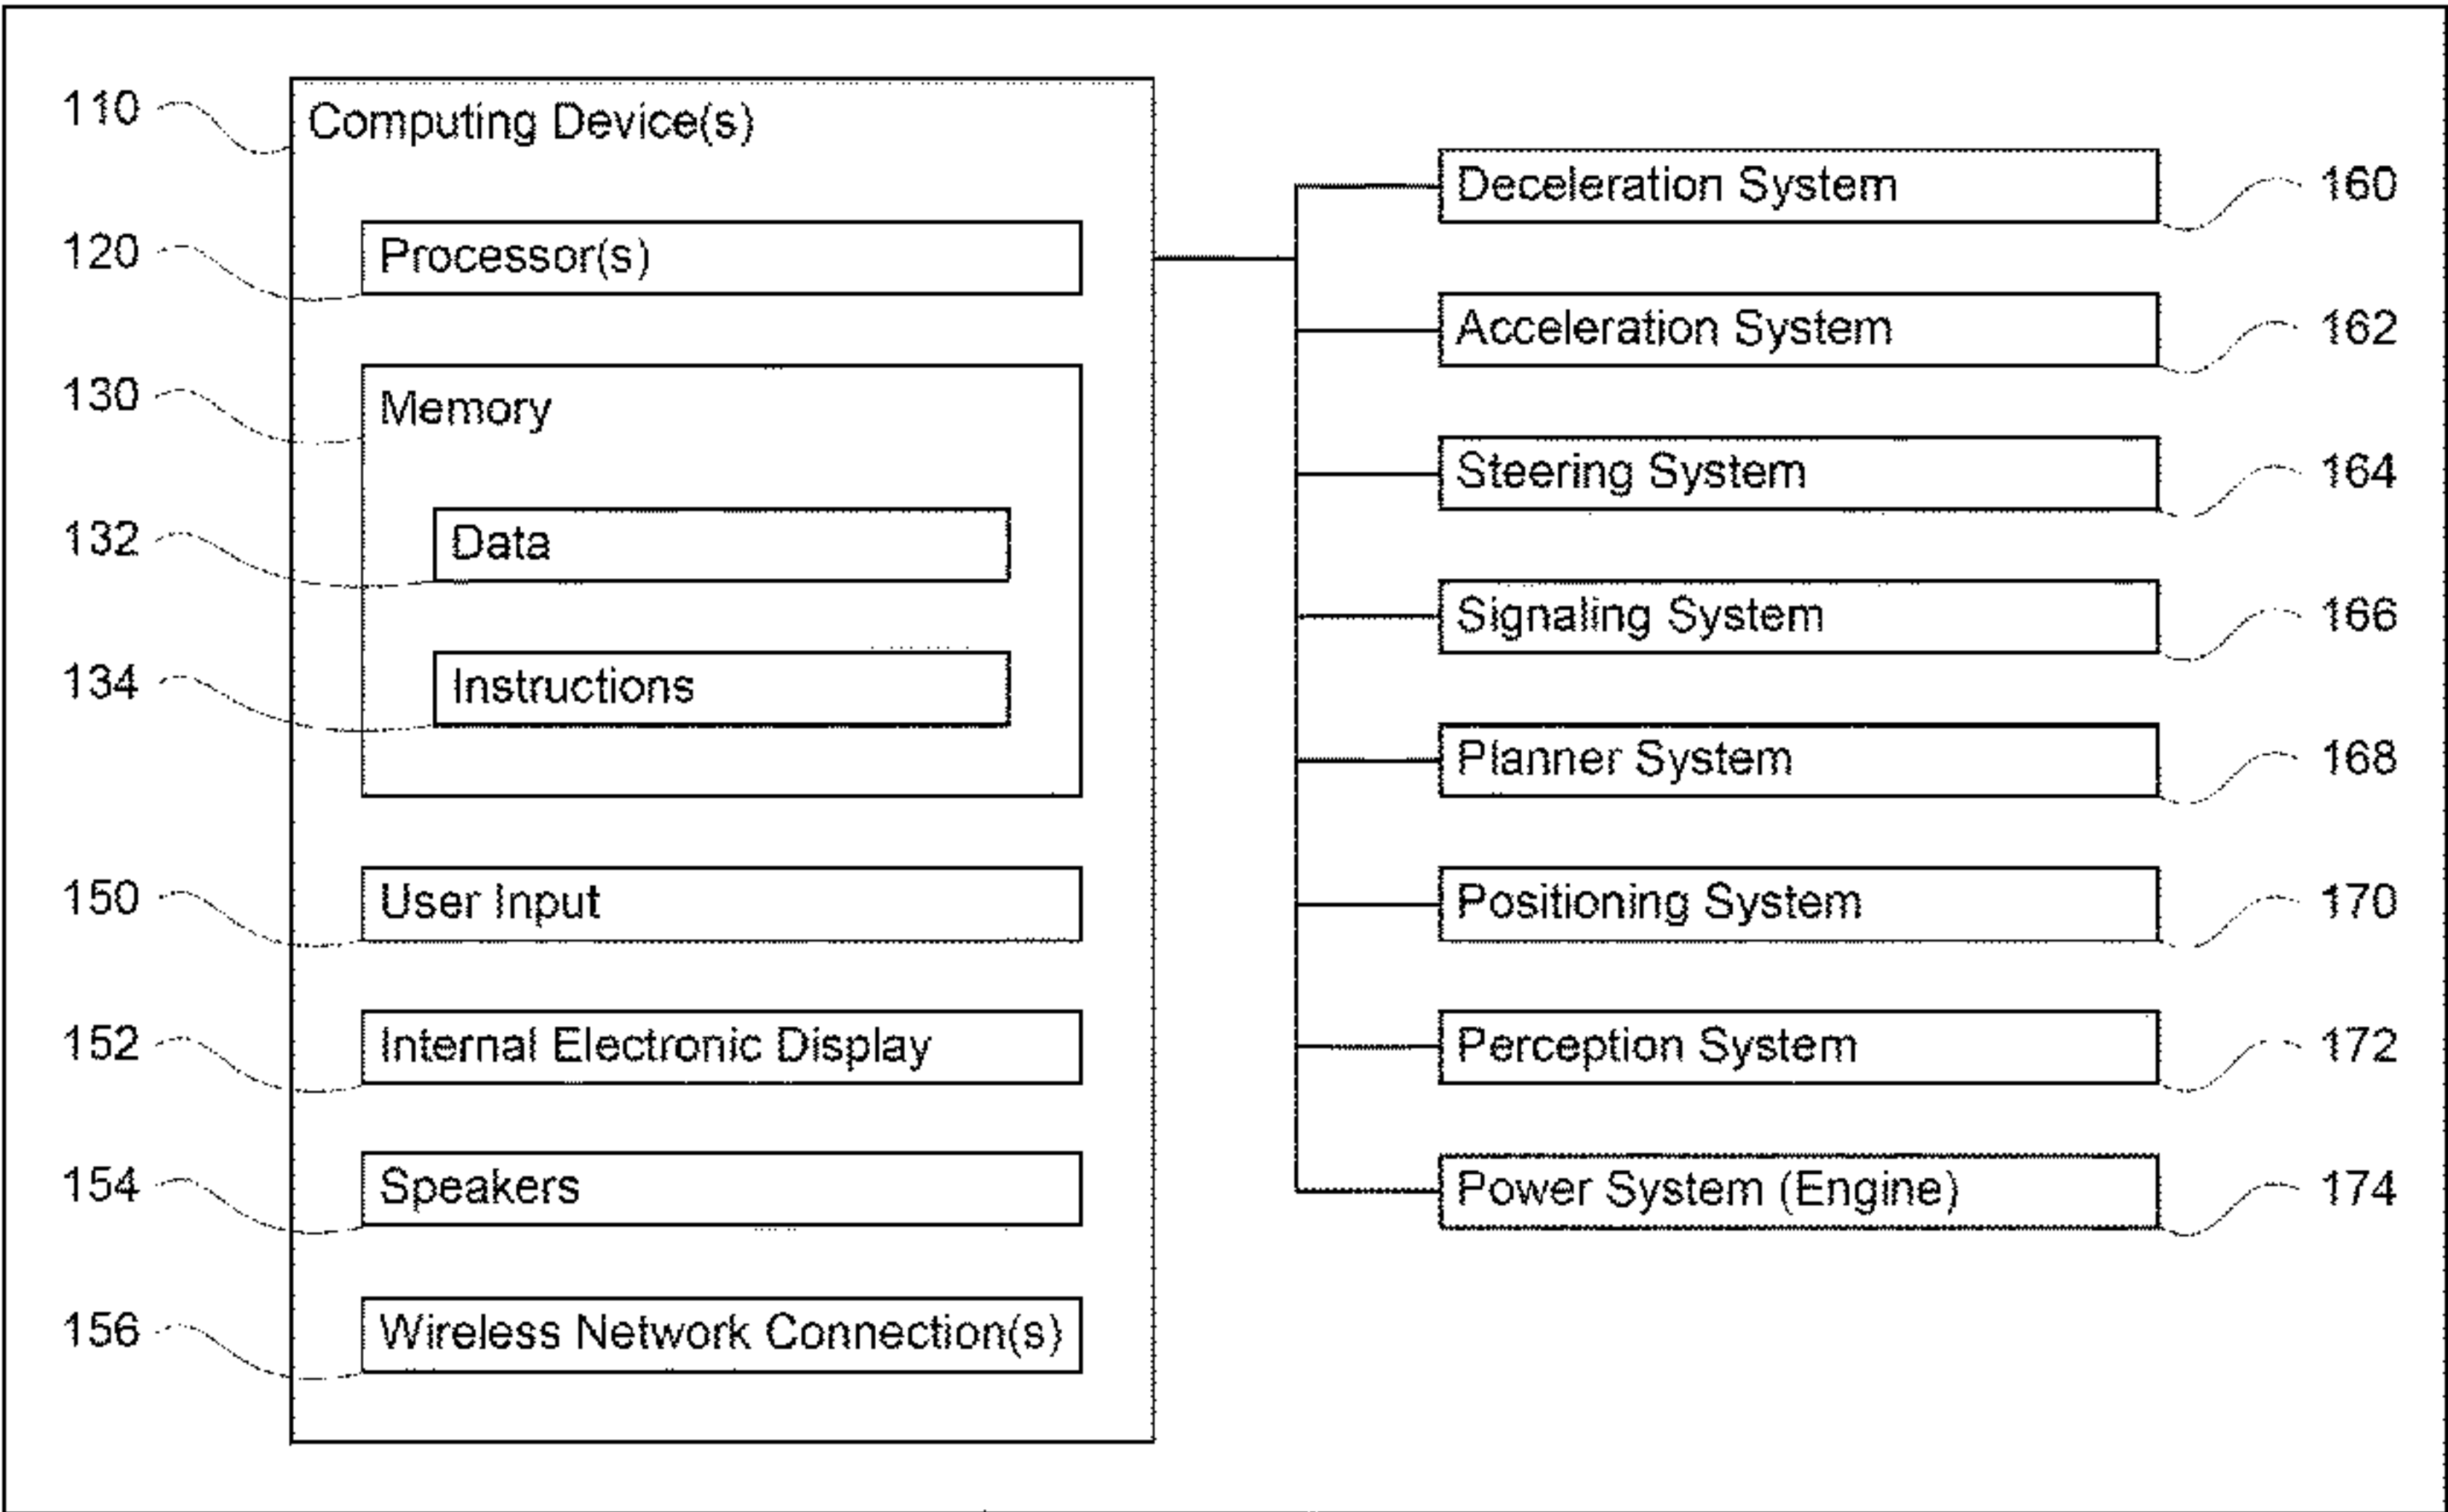 110 Computing Device(s)
120 Processor(s)
130 Memory
132 Data
134 Instructions
150 User Input
152 Internal Electronic Display
154 Speakers
156 Wireless Network Connection(s)
Deceleration System 160
Acceleration System 162
Steering System 164
Signaling System 166
Planner System 168
Positioning System 170
Perception System 172
Power System (Engine) 174